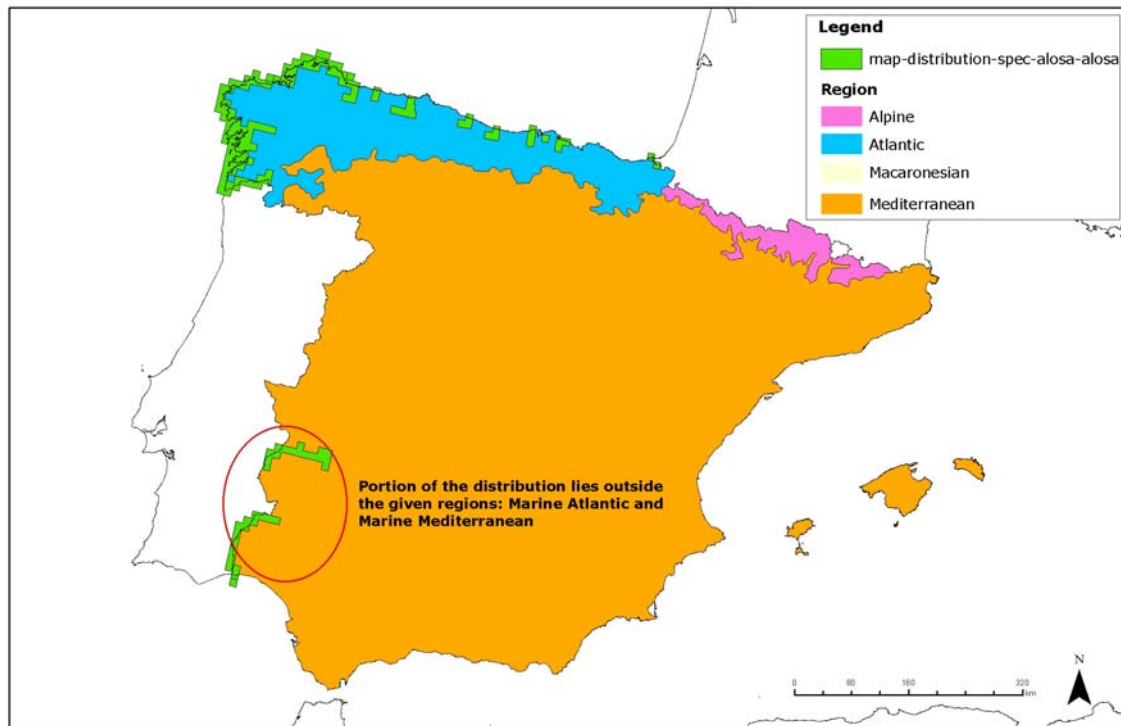 Legend
map-distribution-spec-alosa-alosa
Region
Alpine
Atlantic
Macaronesian
Mediterranean
Portion of the distribution lies outside
the given regions: Marine Atlantic and
Marine Mediterranean
N
0 80 160 320
km